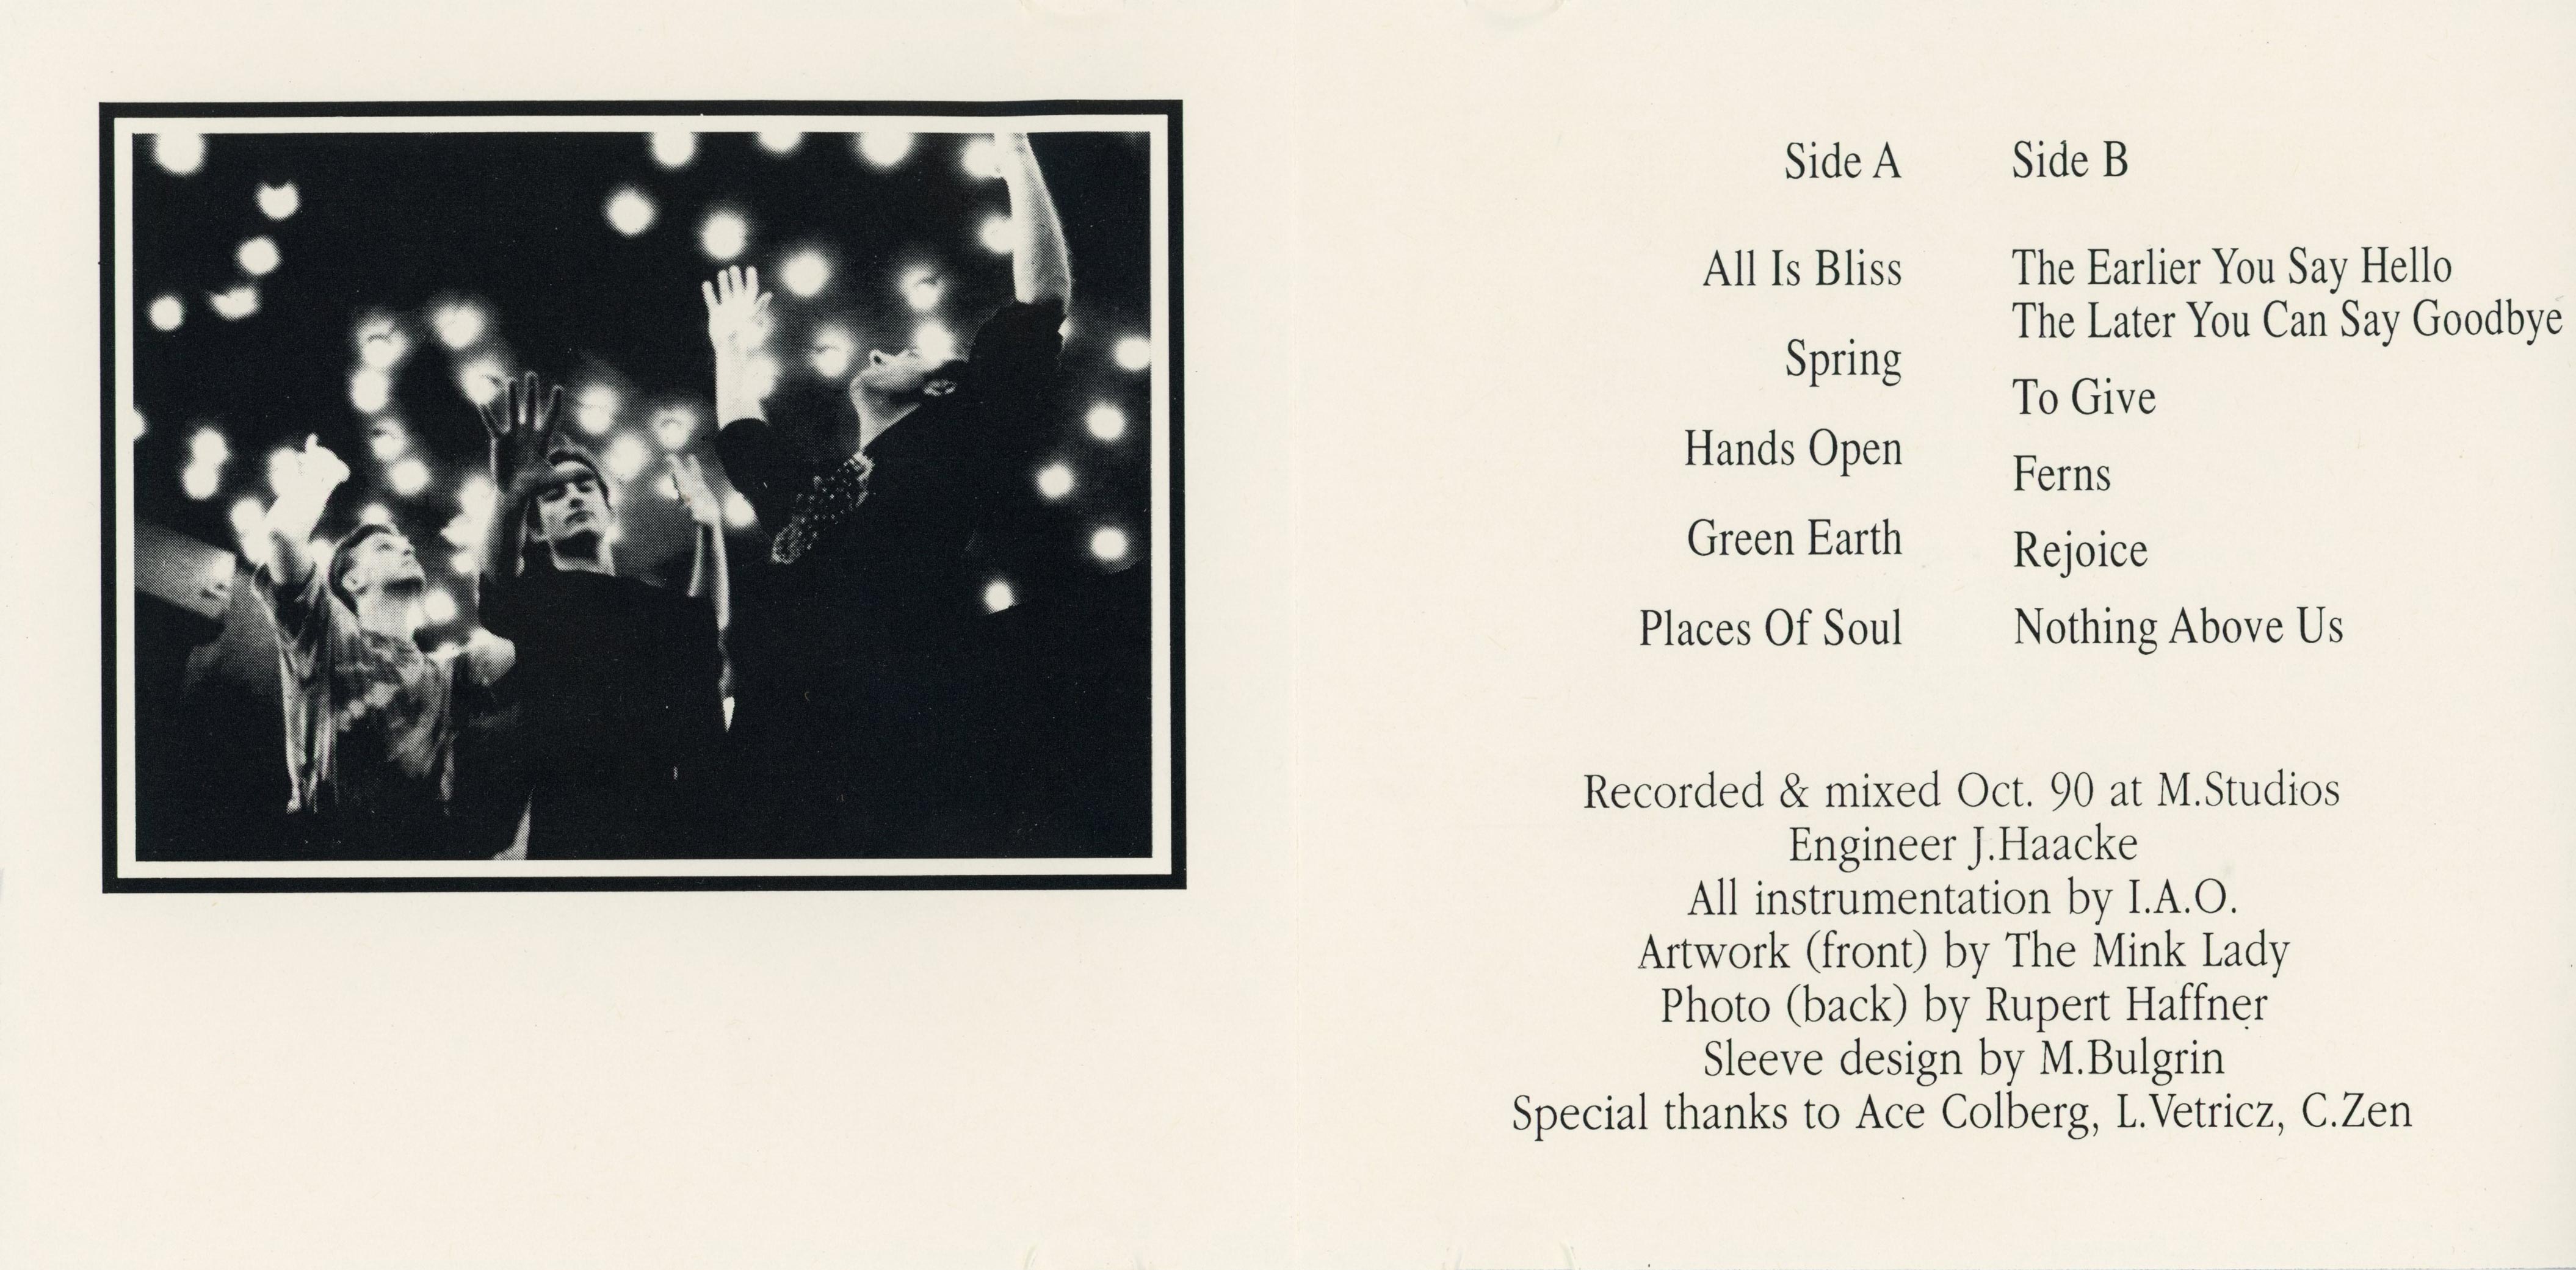 Side A
All Is Bliss
Spring
Hands Open
Green Earth
Places Of Soul
Side B
The Earlier You Say Hello
The Later You Can Say Goodbye
To Give
Ferns
Rejoice
Nothing Above Us
Recorded & mixed Oct. 90 at M.Studios
Engineer J.Haacke
All instrumentation by I.A.O.
Artwork (front) by The Mink Lady
Photo (back) by Rupert Haffner
Sleeve design by M.Bulgrin
Special thanks to Ace Colberg, L.Vetricz, C.Zen